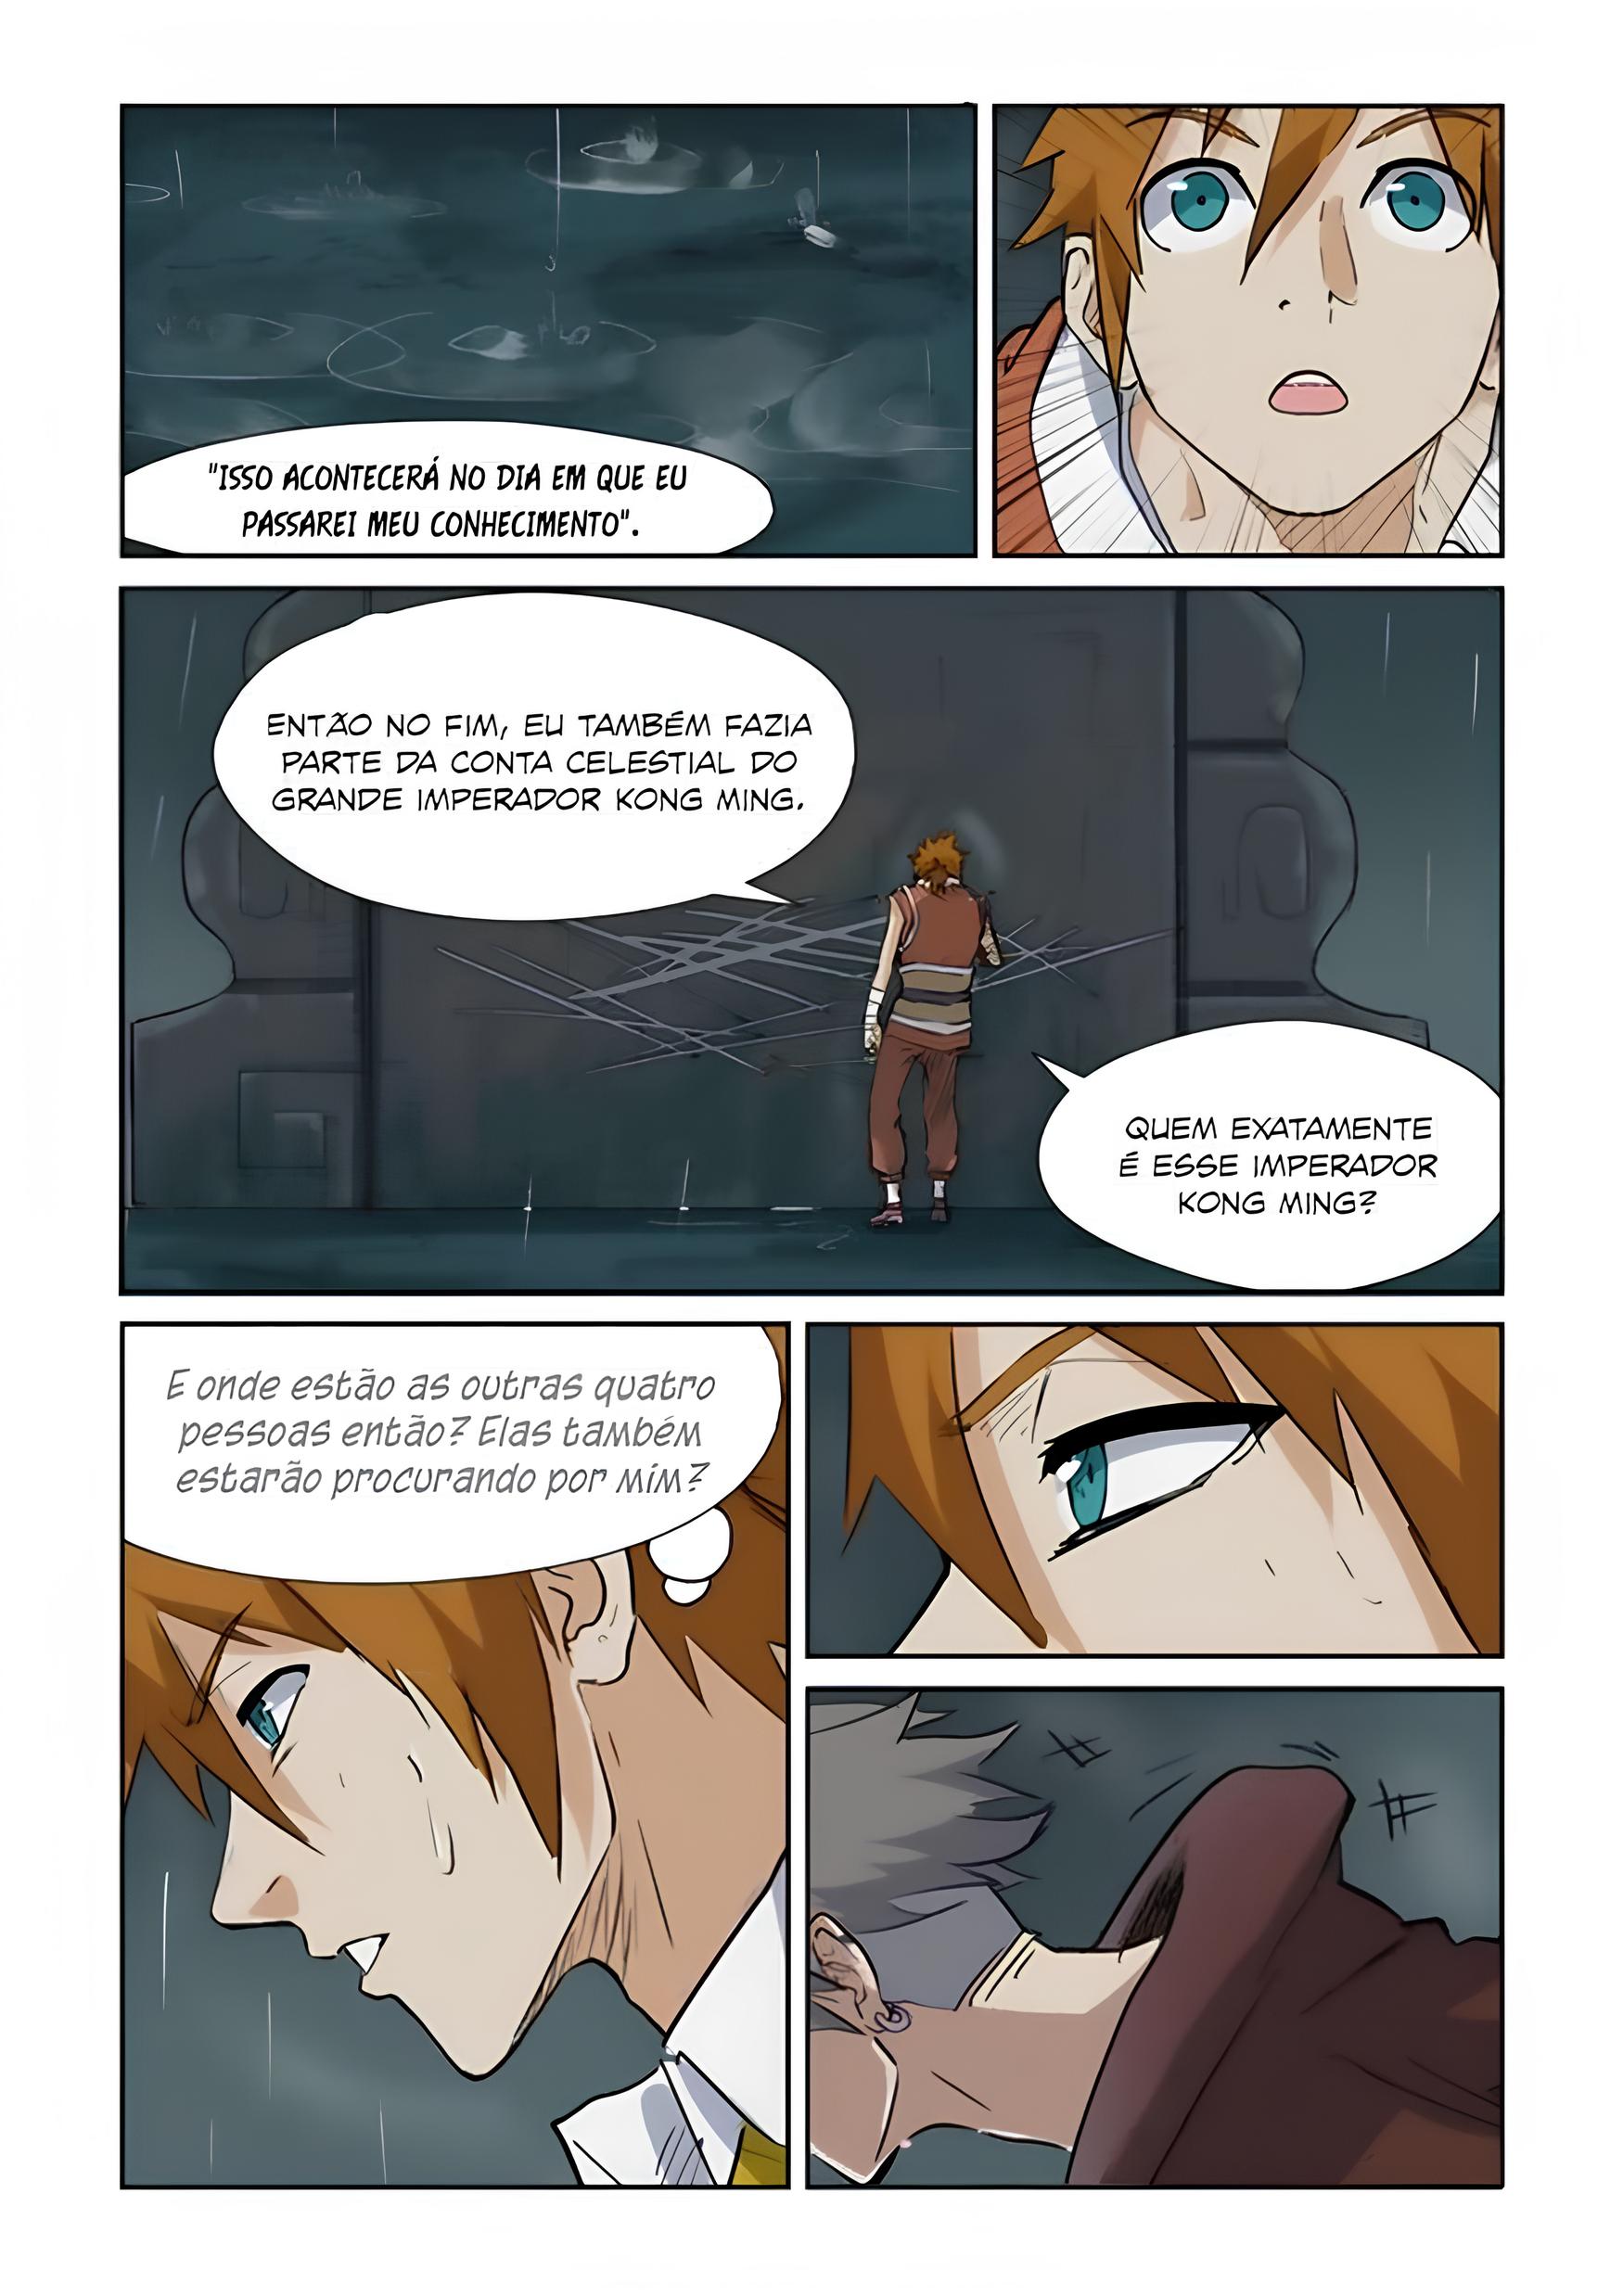 "ISSO ACONTECERÁ NO DIA EM QUE EU
PASSAREI MEU CONHECIMENTO".
ENTÃO NO FIM, EU TAMBÉM FAZIA
PARTE DA CONTA CELESTIAL DO
GRANDE IMPERADOR KONG MING.
QUEM EXATAMENTE
É ESSE IMPERADOR
KONG MING?
E onde estão as outras quatro
pessoas então? Elas também
estarão procurando por mim?